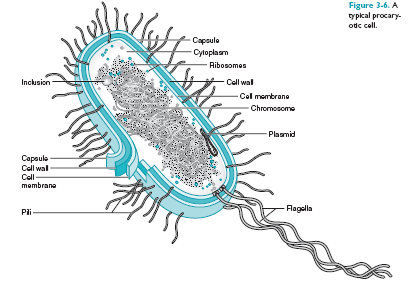 Figure 3-6. A
typical procary-
otic cell.
Capsule
Cytoplasm
Ribosomes
Inclusion
Cell wall
Cell membrane
Chromosome
Plasmid
Capsule
Cell wall
Cell
membrane
Pili
Flagella